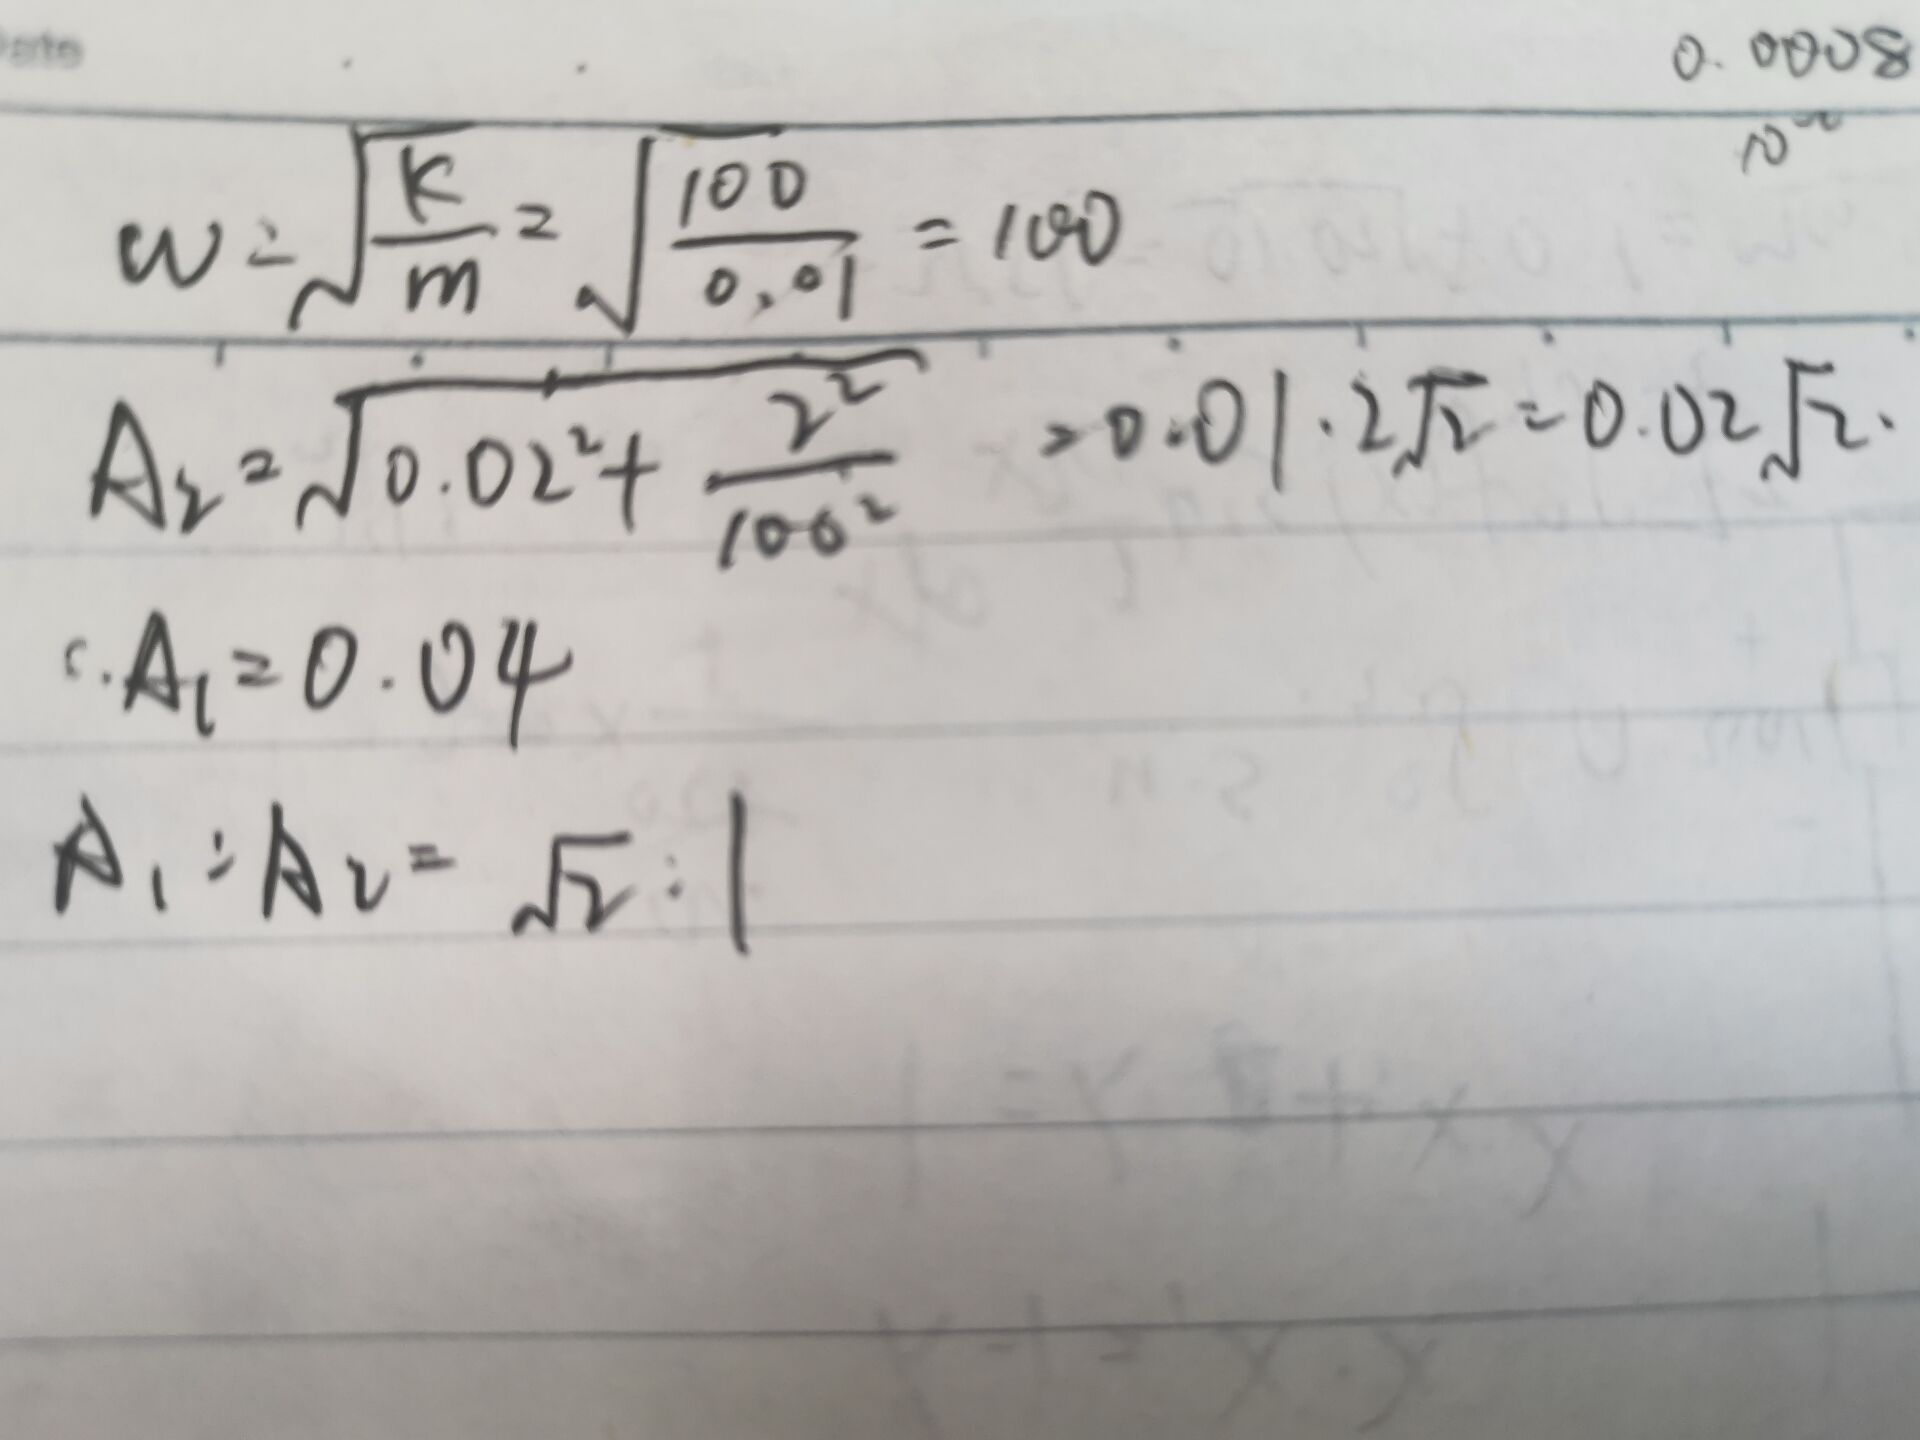 Date
0.0008
w = √(K/m) = √(100/0.01) = 100
A₂ = √(0.02² + 2²/100²) = 0.01·2√2 = 0.02√2.
∴A₁ = 0.04
A₁ : A₂ = √2 : 1